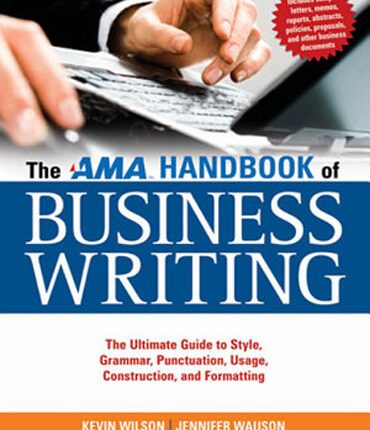 letters, memos,
reports, abstracts,
policies, proposals,
and other business
documents
The AMA HANDBOOK of
BUSINESS
WRITING
The Ultimate Guide to Style,
Grammar, Punctuation, Usage,
Construction, and Formatting
KEVIN WILSON | JENNIFER WAUSON